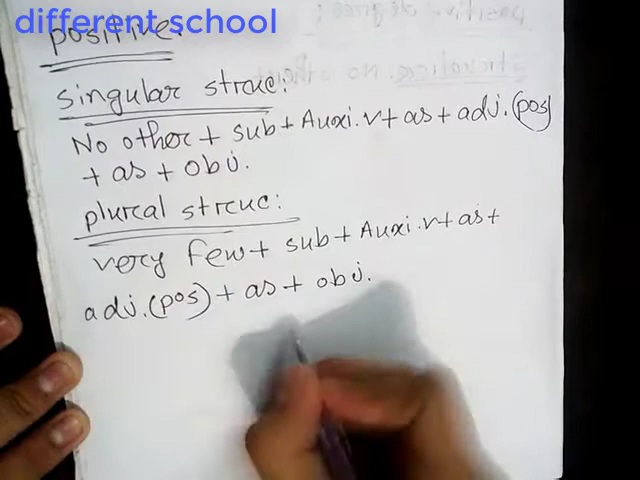 different school
positive.
singular struc:
No other + sub + Auxi.v + as + adj.(pos)
+ as + obj.
plural struc:
very few + sub + Auxi.v + as +
adj.(pos) + as + obj.